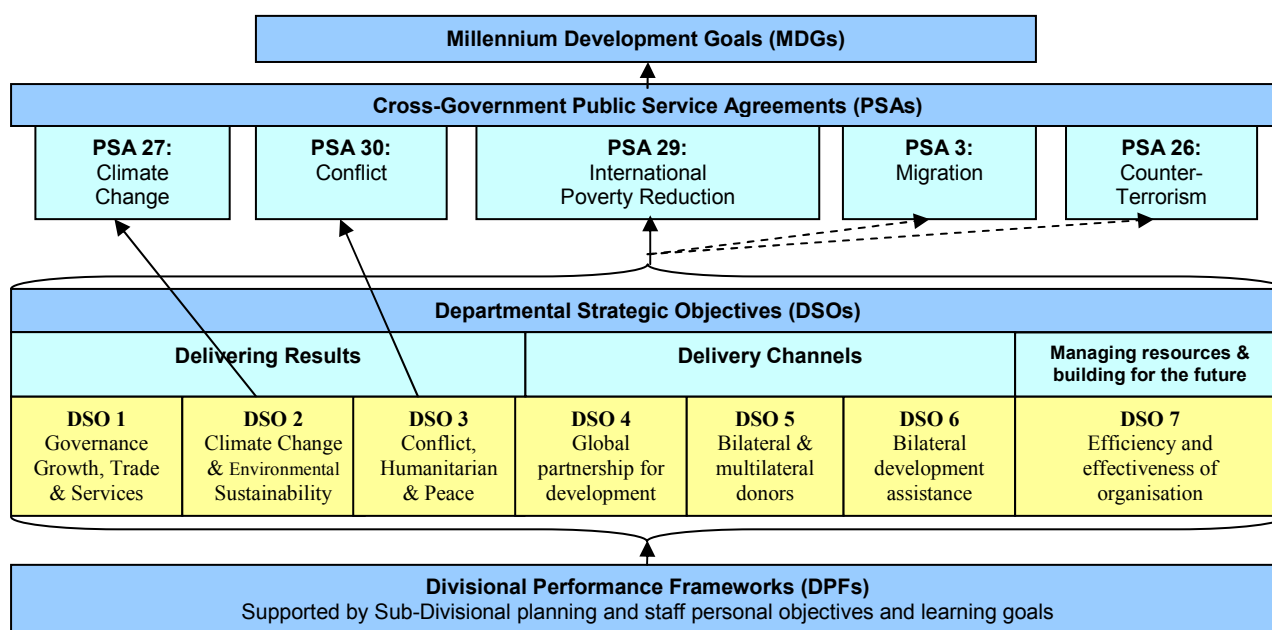 Millennium Development Goals (MDGs)
Cross-Government Public Service Agreements (PSAs)
PSA 27:
Climate
Change
PSA 30:
Conflict
PSA 29:
International
Poverty Reduction
PSA 3:
Migration
PSA 26:
Counter-
Terrorism
Departmental Strategic Objectives (DSOs)
Delivering Results
Delivery Channels
Managing resources &
building for the future
DSO 1
Governance
Growth, Trade
& Services
DSO 2
Climate Change
& Environmental
Sustainability
DSO 3
Conflict,
Humanitarian
& Peace
DSO 4
Global
partnership for
development
DSO 5
Bilateral &
multilateral
donors
DSO 6
Bilateral
development
assistance
DSO 7
Efficiency and
effectiveness of
organisation
Divisional Performance Frameworks (DPFs)
Supported by Sub-Divisional planning and staff personal objectives and learning goals